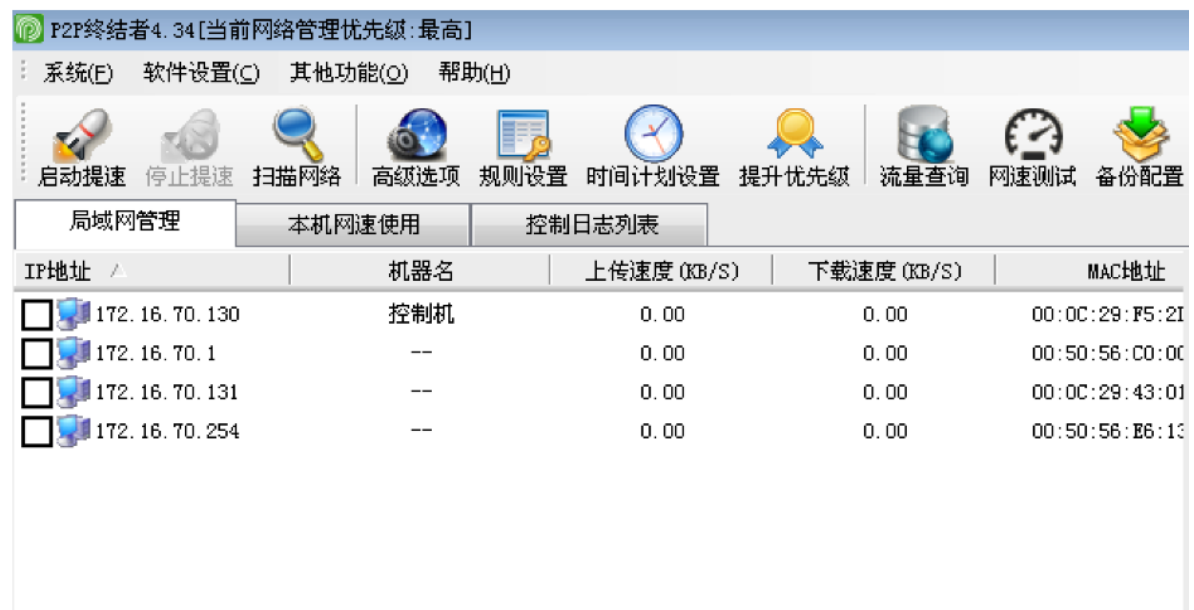 P2P终结者4.34[当前网络管理优先级:最高]
系统(F) 软件设置(C) 其他功能(O) 帮助(H)
启动提速 停止提速 扫描网络 高级选项 规则设置 时间计划设置 提升优先级 流量查询 网速测试 备份配置
局域网管理 本机网速使用 控制日志列表
IP地址 机器名 上传速度(KB/S) 下载速度(KB/S) MAC地址
172.16.70.130 控制机 0.00 0.00 00:0C:29:F5:2
172.16.70.1 -- 0.00 0.00 00:50:56:C0:00
172.16.70.131 -- 0.00 0.00 00:0C:29:43:01
172.16.70.254 -- 0.00 0.00 00:50:56:E6:13